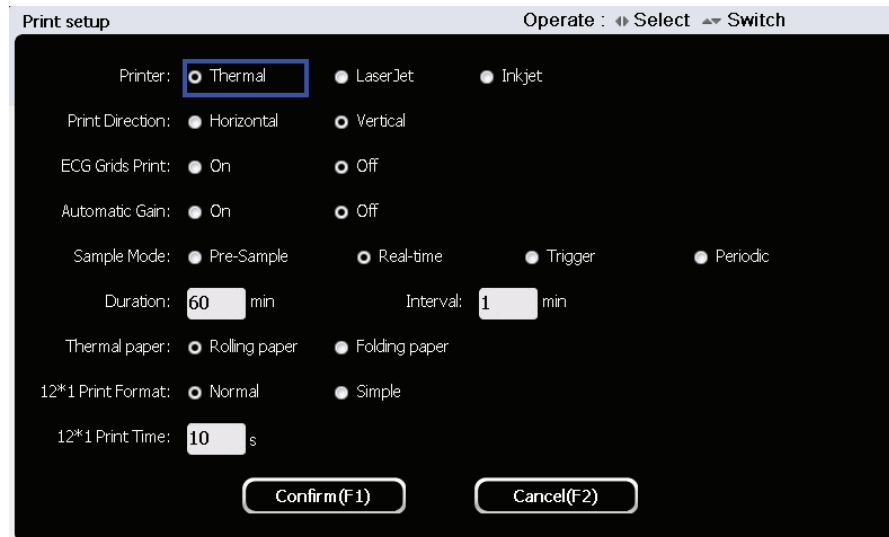 Print setup Operate : Select Switch
Printer: Thermal LaserJet Inkjet
Print Direction: Horizontal Vertical
ECG Grids Print: On Off
Automatic Gain: On Off
Sample Mode: Pre-Sample Real-time Trigger Periodic
Duration: 60 min Interval: 1 min
Thermal paper: Rolling paper Folding paper
12*1 Print Format: Normal Simple
12*1 Print Time: 10 s
Confirm(F1) Cancel(F2)